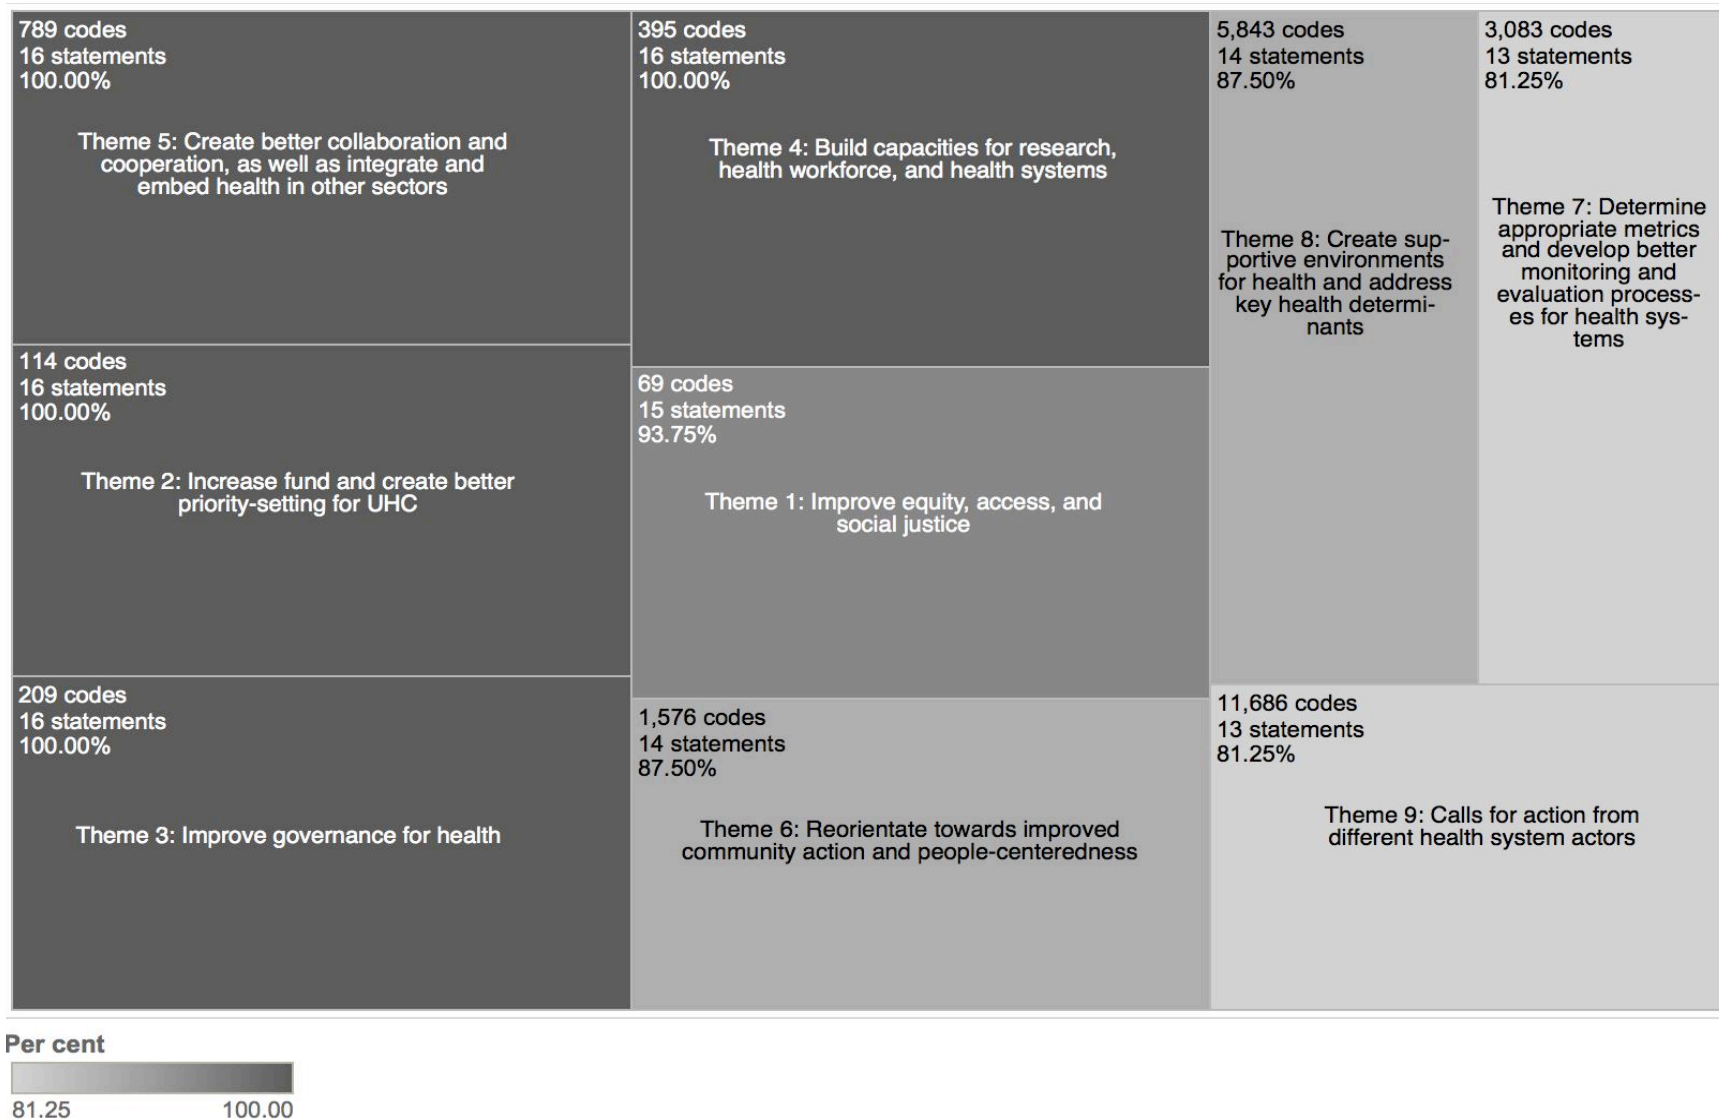 789 codes
16 statements
100.00%
Theme 5: Create better collaboration and
cooperation, as well as integrate and
embed health in other sectors
114 codes
16 statements
100.00%
Theme 2: Increase fund and create better
priority-setting for UHC
209 codes
16 statements
100.00%
Theme 3: Improve governance for health
395 codes
16 statements
100.00%
Theme 4: Build capacities for research,
health workforce, and health systems
69 codes
15 statements
93.75%
Theme 1: Improve equity, access, and
social justice
1,576 codes
14 statements
87.50%
Theme 6: Reorientate towards improved
community action and people-centeredness
5,843 codes
14 statements
87.50%
Theme 8: Create sup-
portive environments
for health and address
key health determi-
nants
3,083 codes
13 statements
81.25%
Theme 7: Determine
appropriate metrics
and develop better
monitoring and
evaluation process-
es for health sys-
tems
11,686 codes
13 statements
81.25%
Theme 9: Calls for action from
different health system actors
Per cent
81.25 100.00